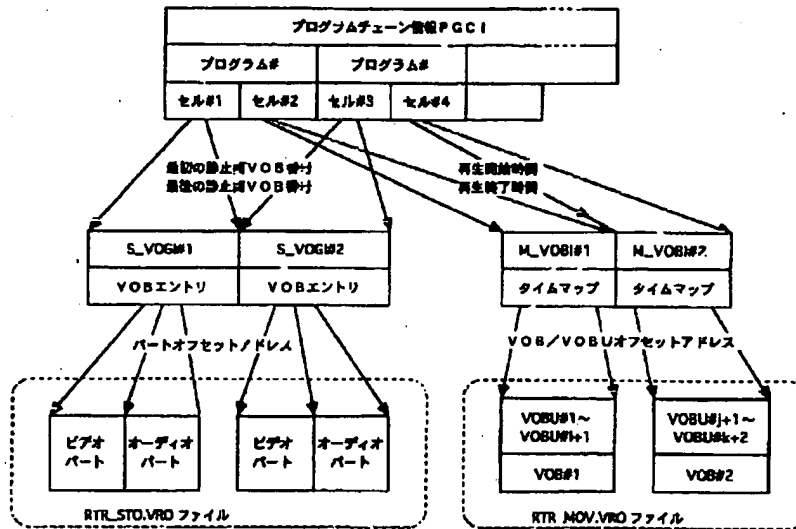 プログラムチェーン情報PGCI
プログラム#
プログラム#
セル#1
セル#2
セル#3
セル#4
最初の静止画VOB番号
最後の静止画VOB番号
再生開始時間
再生終了時間
S_VOGI#1
S_VOGI#2
M_VOBI#1
M_VOBI#2
VOBエントリ
VOBエントリ
タイムマップ
タイムマップ
パートオフセットアドレス
VOB/VOBUオフセットアドレス
ビデオ
パート
オーディオ
パート
ビデオ
パート
オーディオ
パート
VOBU#1~
VOBU#i+1
VOBU#j+1~
VOBU#k+2
VOB#1
VOB#2
RTR_STO.VRO ファイル
RTR_MOV.VRO ファイル